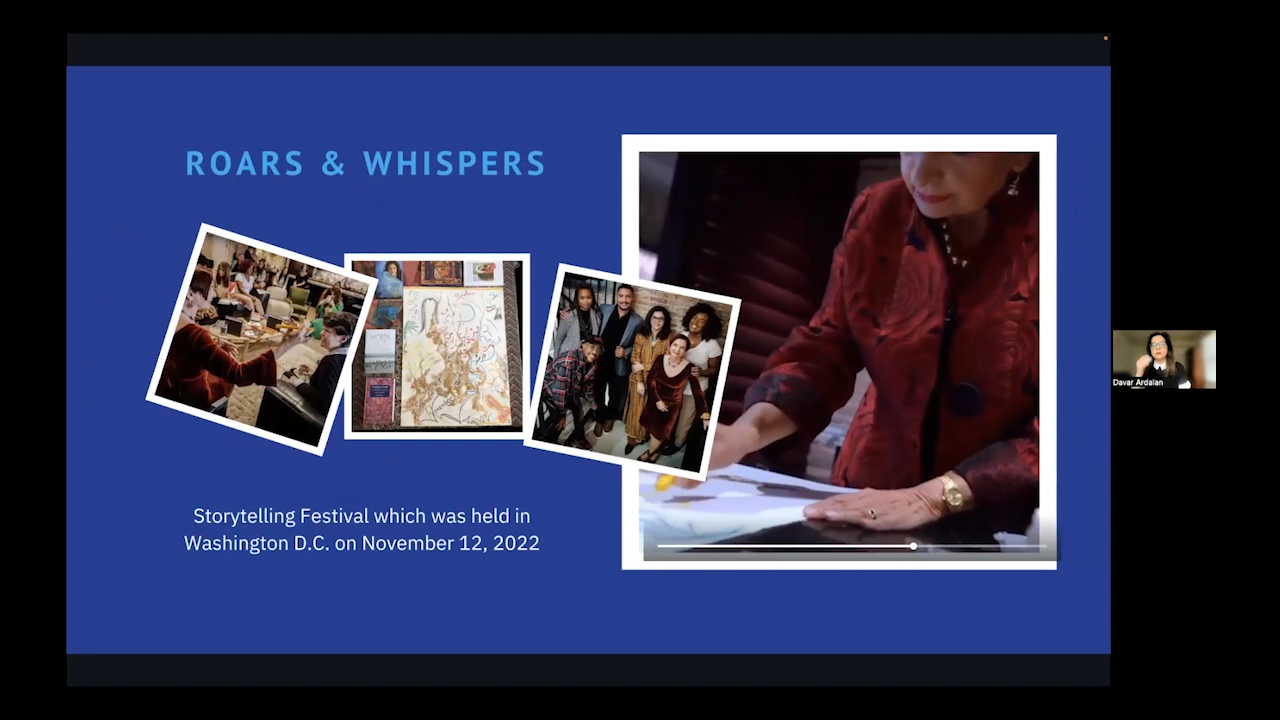 ROARS & WHISPERS
Storytelling Festival which was held in
Washington D.C. on November 12, 2022
Davar Ardalan